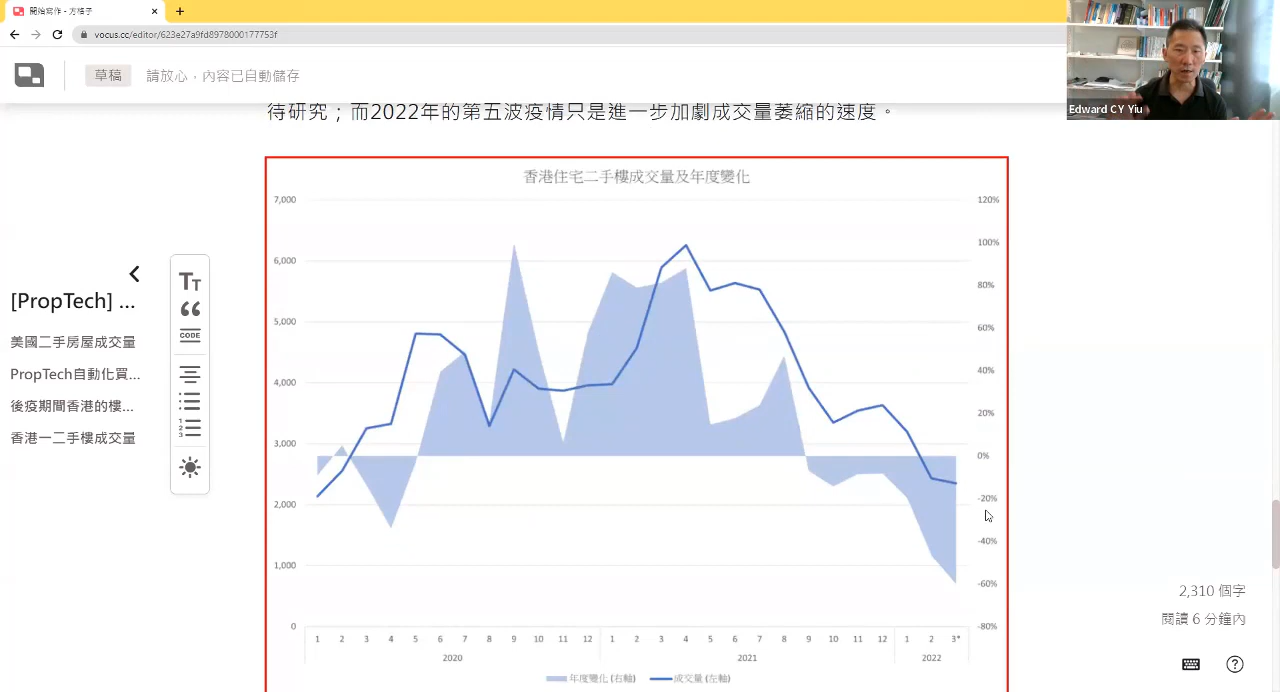 開始寫作 - 方格子
vocus.cc/editor/623e27a9fd8978000177753f
草稿
請放心，內容已自動儲存
Edward CY Yiu
待研究；而2022年的第五波疫情只是進一步加劇成交量萎縮的速度。
[PropTech] ...
美國二手房屋成交量
PropTech自動化買...
後疫期間香港的樓...
香港一二手樓成交量
TT
CODE
香港住宅二手樓成交量及年度變化
7,000
6,000
5,000
4,000
3,000
2,000
1,000
0
120%
100%
80%
60%
40%
20%
0%
-20%
-40%
-60%
-80%
1 2 3 4 5 6 7 8 9 10 11 12 1 2 3 4 5 6 7 8 9 10 11 12 1 2 3*
2020 2021 2022
年度變化 (右軸) 成交量 (左軸)
2,310 個字
閱讀 6 分鐘內